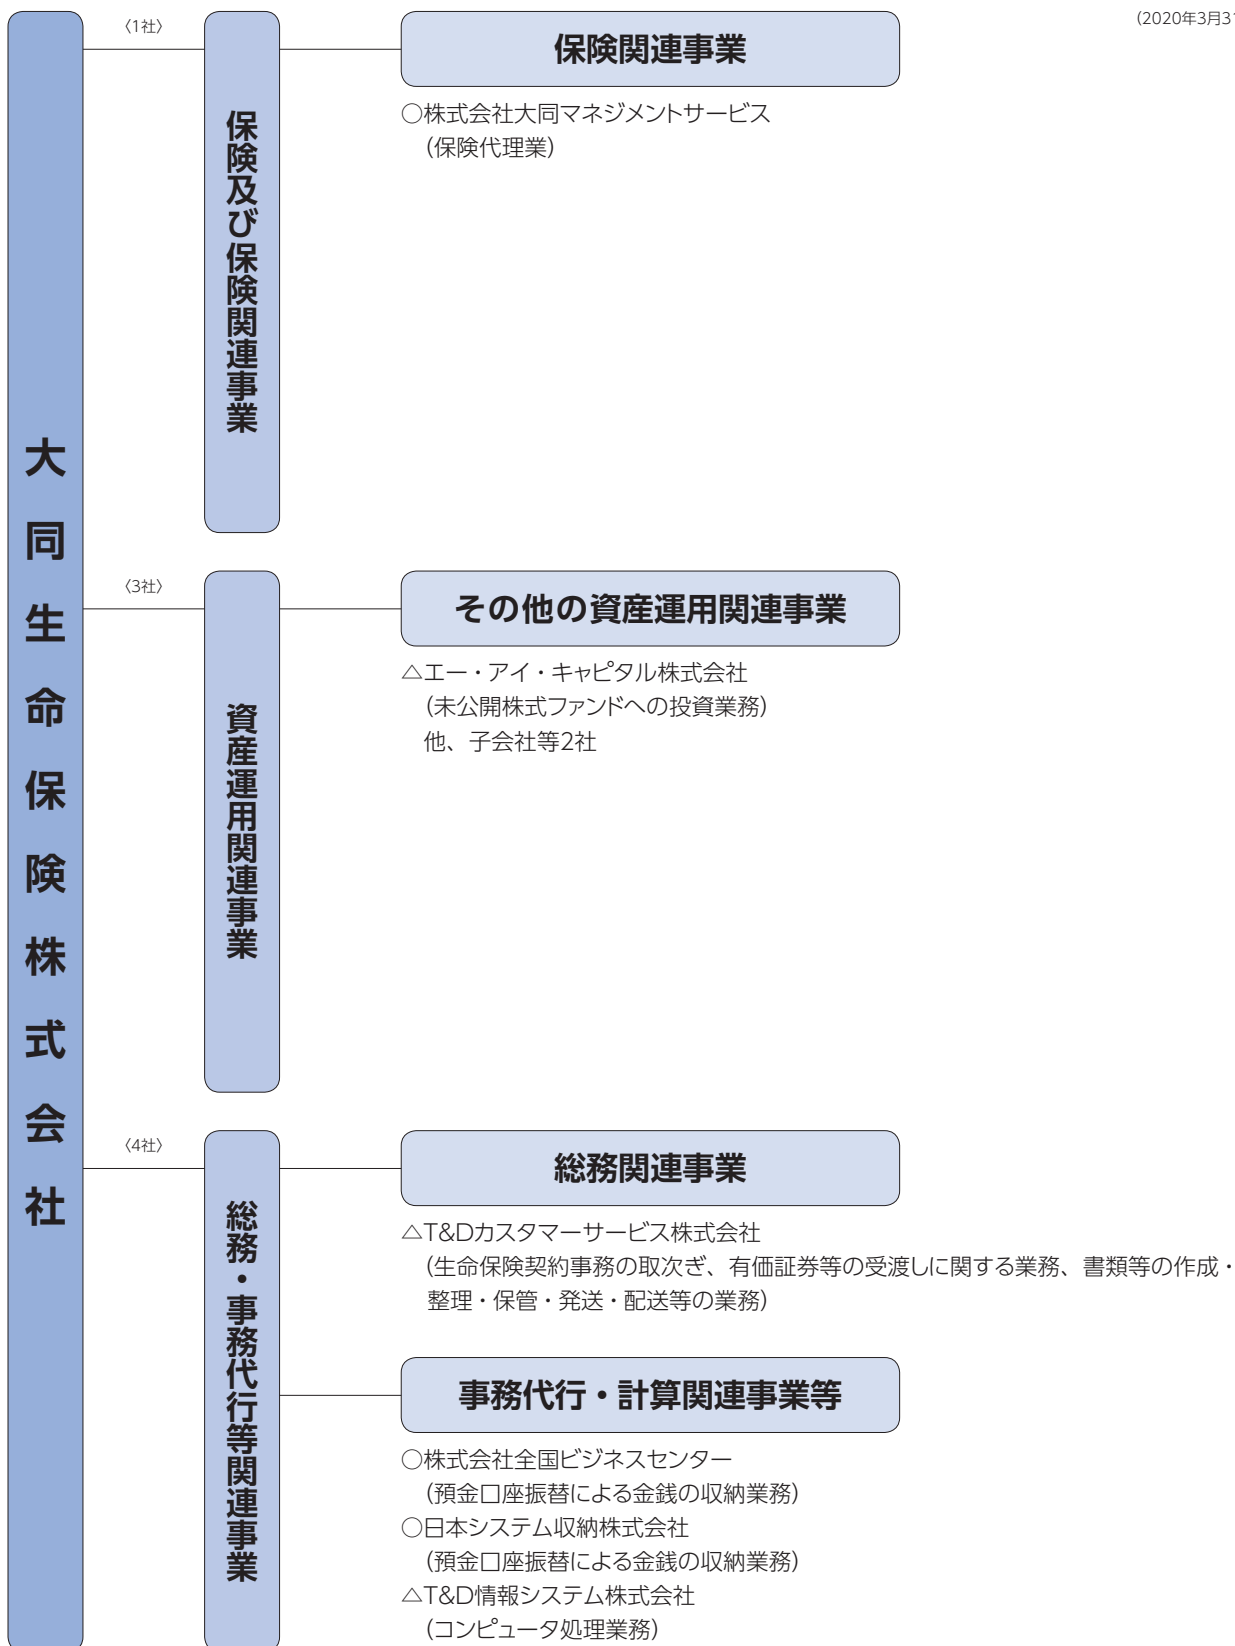 (2020年3月31
大同生命保険株式会社
〈1社〉
保険及び保険関連事業
保険関連事業
○株式会社大同マネジメントサービス
(保険代理業)
〈3社〉
資産運用関連事業
その他の資産運用関連事業
△エー・アイ・キャピタル株式会社
(未公開株式ファンドへの投資業務)
他、子会社等2社
〈4社〉
総務・事務代行等関連事業
総務関連事業
△T&Dカスタマーサービス株式会社
(生命保険契約事務の取次ぎ、有価証券等の受渡しに関する業務、書類等の作成・
整理・保管・発送・配送等の業務)
事務代行・計算関連事業等
○株式会社全国ビジネスセンター
(預金口座振替による金銭の収納業務)
○日本システム収納株式会社
(預金口座振替による金銭の収納業務)
△T&D情報システム株式会社
(コンピュータ処理業務)